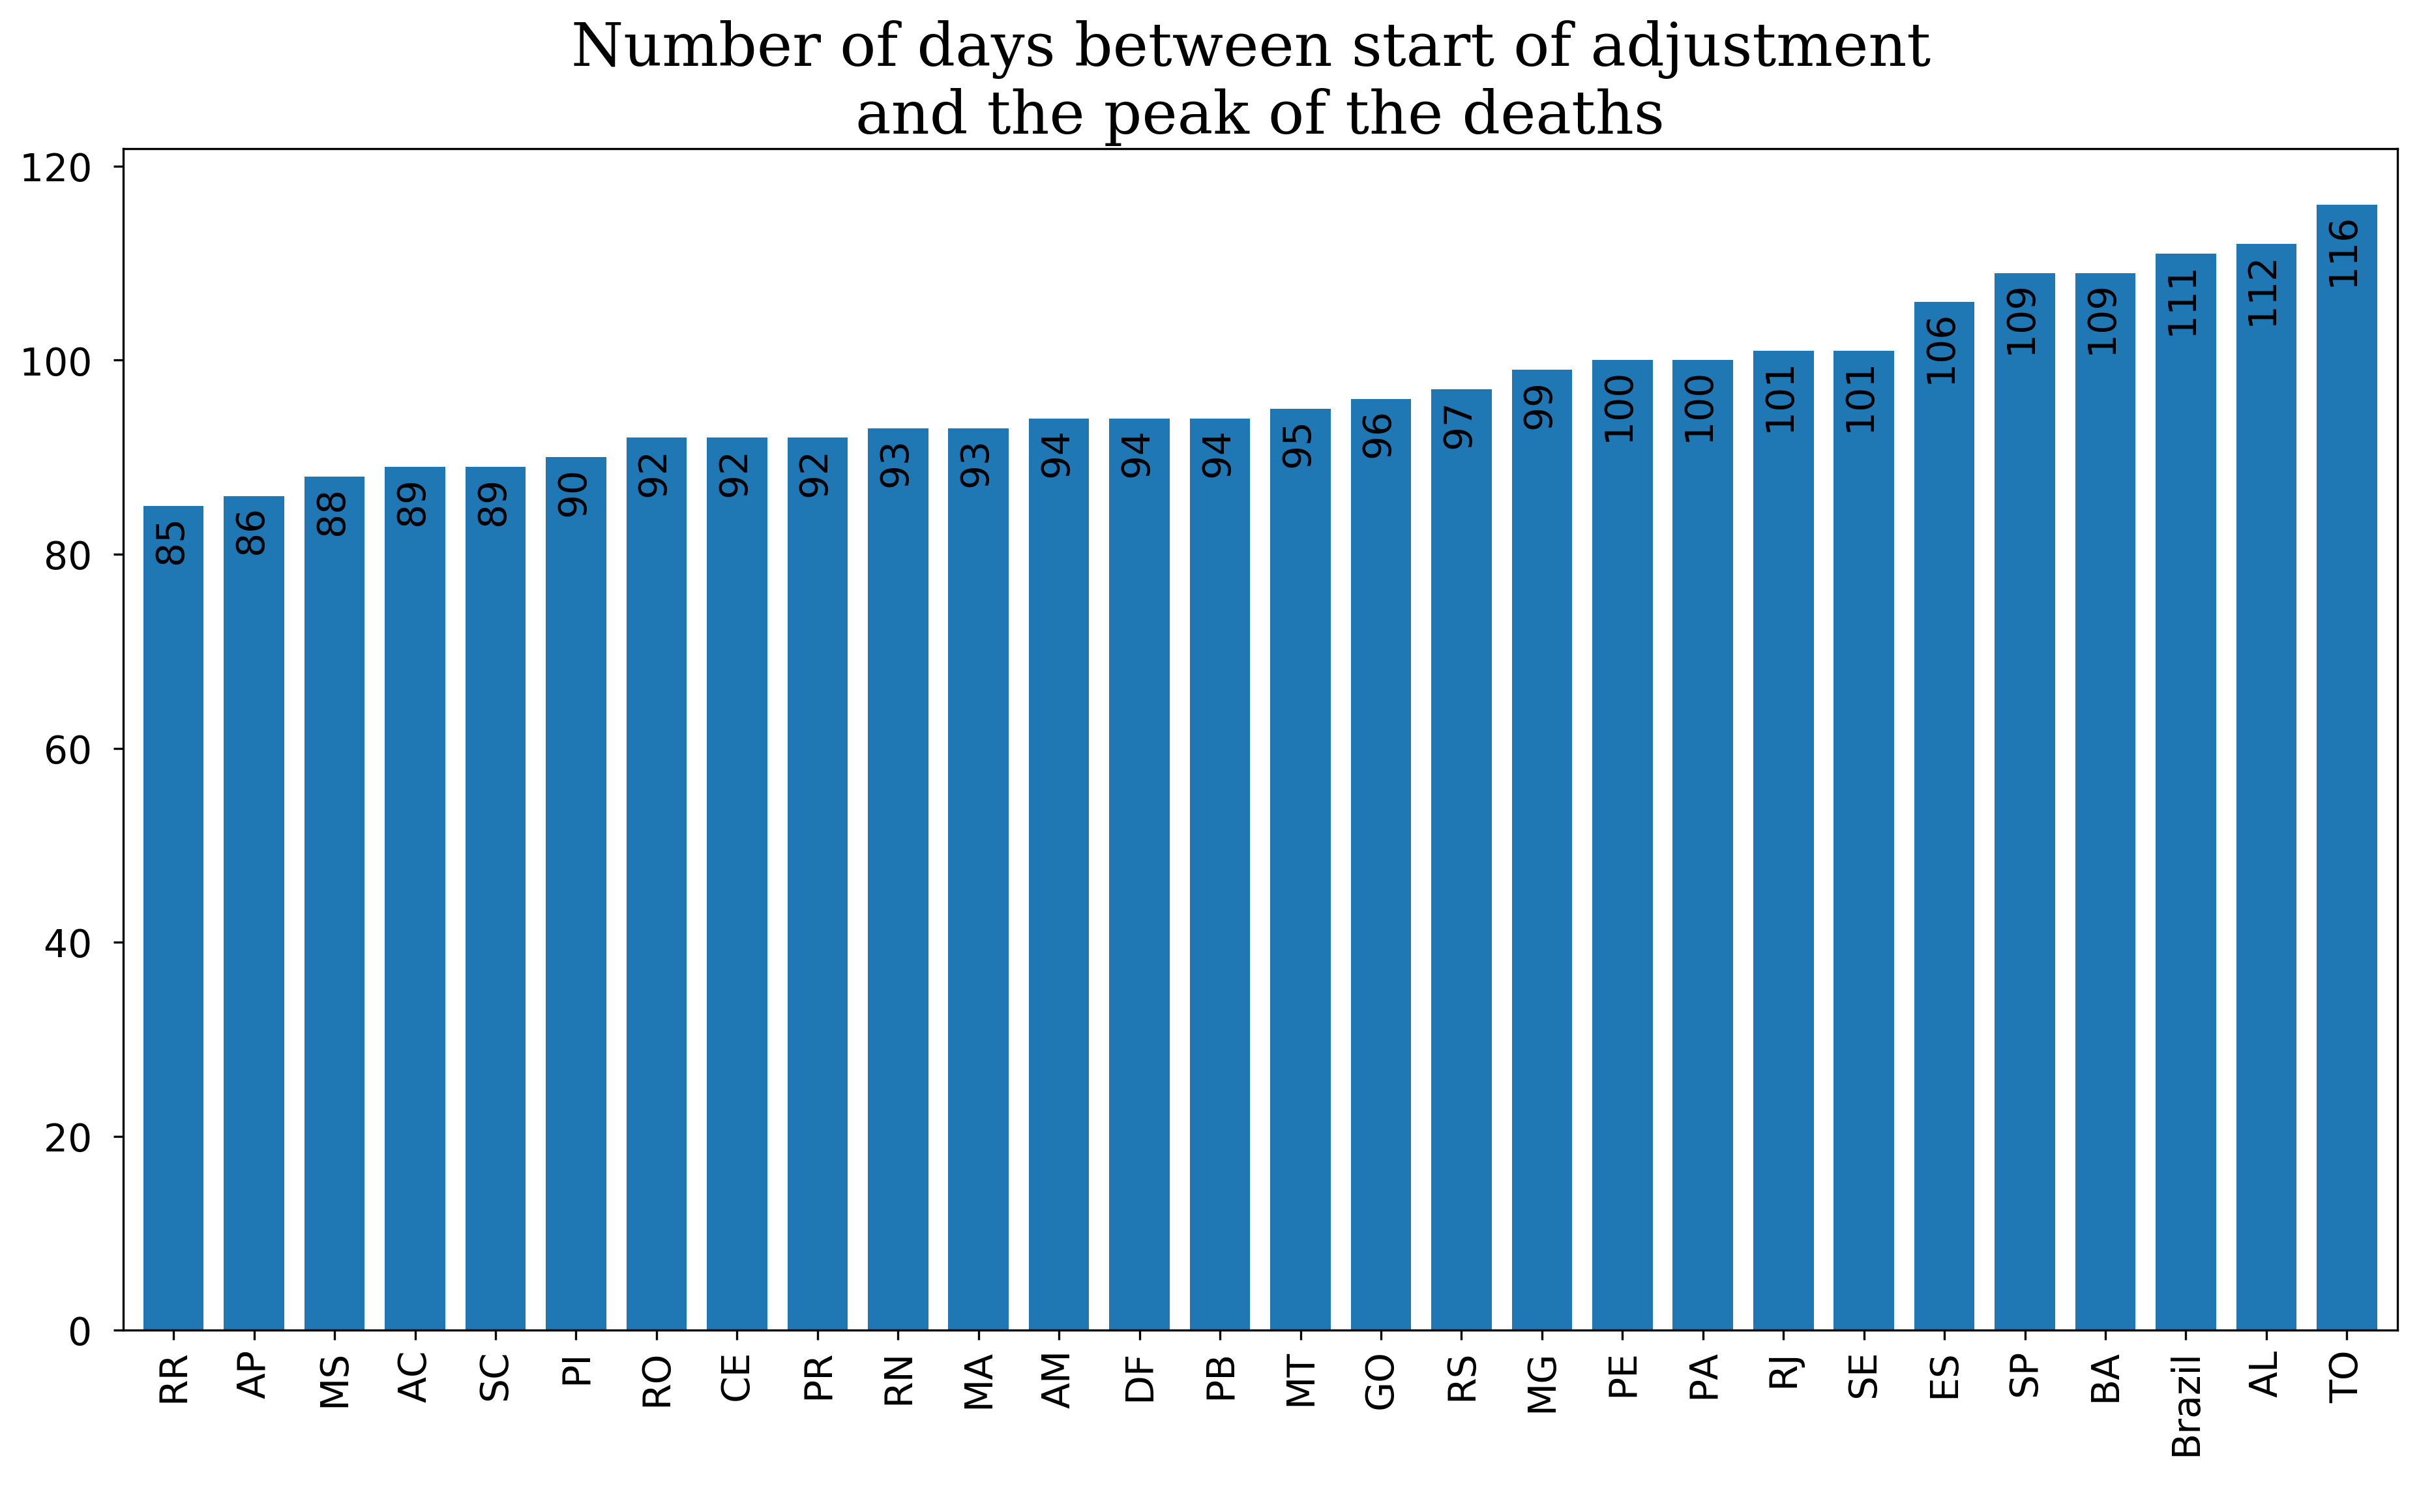 Number of days between start of adjustment
and the peak of the deaths
120
100
80
60
40
20
0
85
86
88
89
89
90
92
92
92
93
93
94
94
94
95
96
97
99
100
100
101
101
106
109
109
111
112
116
RR
AP
MS
AC
SC
PI
RO
CE
PR
RN
MA
AM
DF
PB
MT
GO
RS
MG
PE
PA
RJ
SE
ES
SP
BA
Brazil
AL
TO